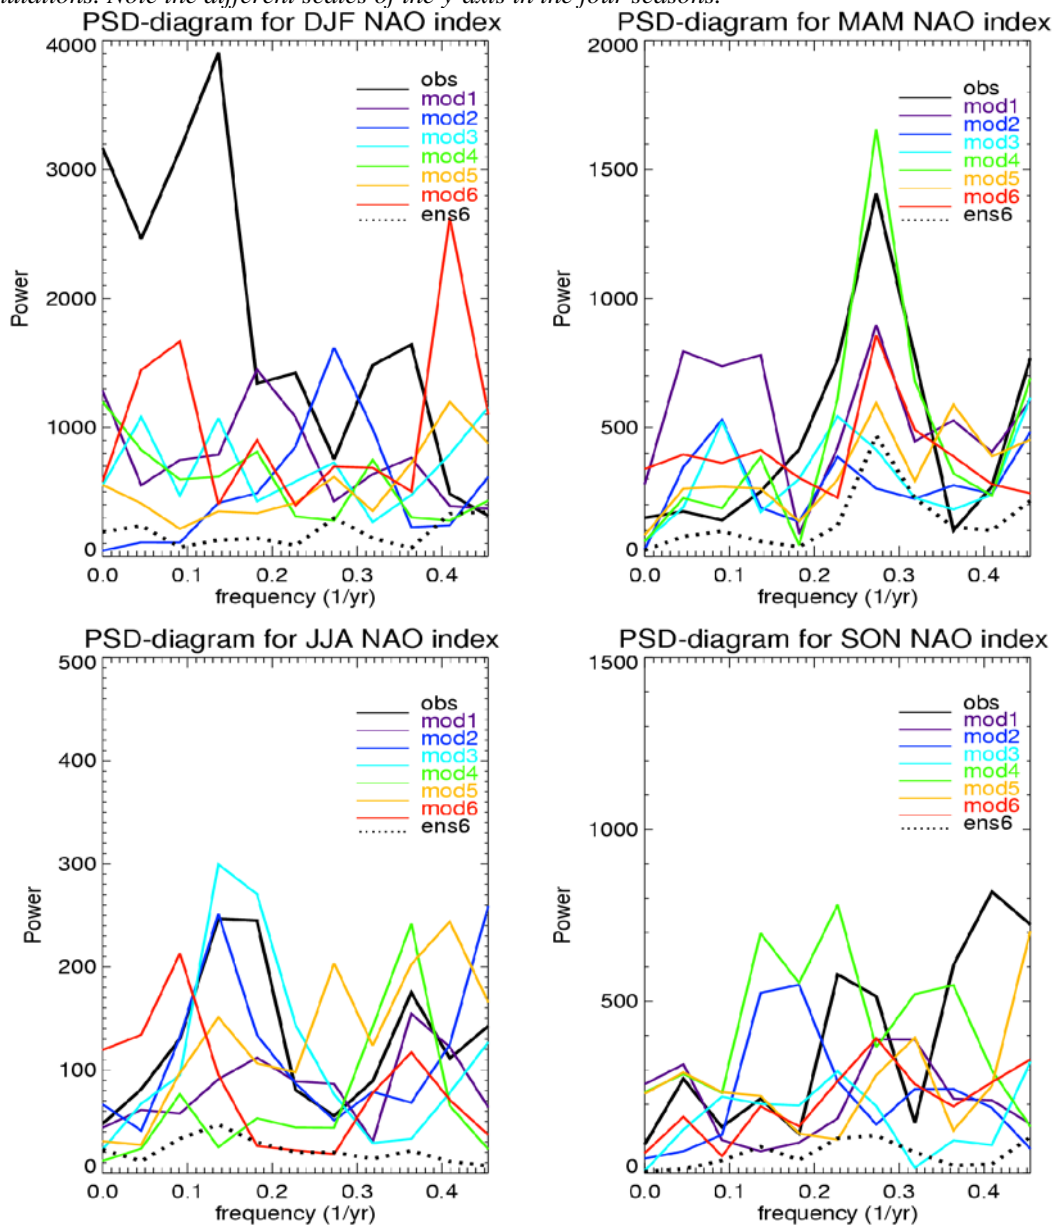 ulations. Note the different scales of the y-axis in the four seasons.
PSD-diagram for DJF NAO index
4000
3000
2000
1000
0
Power
obs
mod1
mod2
mod3
mod4
mod5
mod6
ens6
0.0 0.1 0.2 0.3 0.4
frequency (1/yr)
PSD-diagram for MAM NAO index
2000
1500
1000
500
0
Power
obs
mod1
mod2
mod3
mod4
mod5
mod6
ens6
0.0 0.1 0.2 0.3 0.4
frequency (1/yr)
PSD-diagram for JJA NAO index
500
400
300
200
100
0
Power
obs
mod1
mod2
mod3
mod4
mod5
mod6
ens6
0.0 0.1 0.2 0.3 0.4
frequency (1/yr)
PSD-diagram for SON NAO index
1500
1000
500
0
Power
obs
mod1
mod2
mod3
mod4
mod5
mod6
ens6
0.0 0.1 0.2 0.3 0.4
frequency (1/yr)